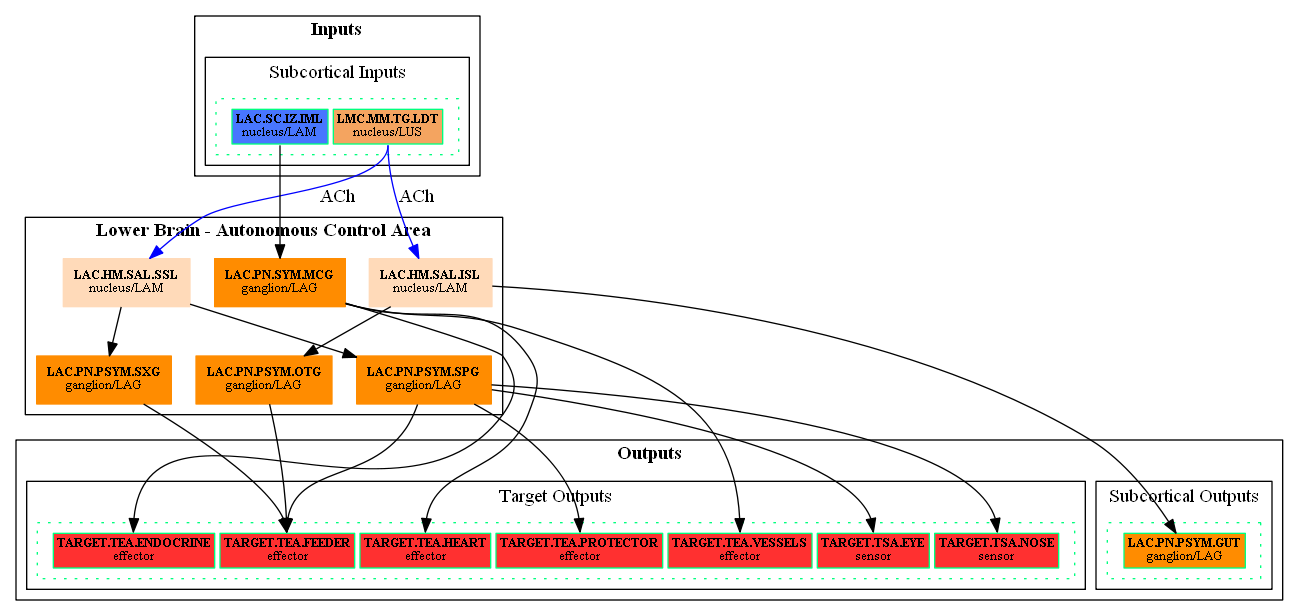 Inputs
Subcortical Inputs
LAC.SC.IZ.IML
nucleus/LAM
LMC.MM.TG.LDT
nucleus/LUS
ACh
ACh
Lower Brain - Autonomous Control Area
LAC.HM.SAL.SSL
nucleus/LAM
LAC.PN.SYM.MCG
ganglion/LAG
LAC.HM.SAL.ISL
nucleus/LAM
LAC.PN.PSYM.SXG
ganglion/LAG
LAC.PN.PSYM.OTG
ganglion/LAG
LAC.PN.PSYM.SPG
ganglion/LAG
Outputs
Target Outputs
TARGET.TEA.ENDOCRINE
effector
TARGET.TEA.FEEDER
effector
TARGET.TEA.HEART
effector
TARGET.TEA.PROTECTOR
effector
TARGET.TEA.VESSELS
effector
TARGET.TSA.EYE
sensor
TARGET.TSA.NOSE
sensor
Subcortical Outputs
LAC.PN.PSYM.GUT
ganglion/LAG